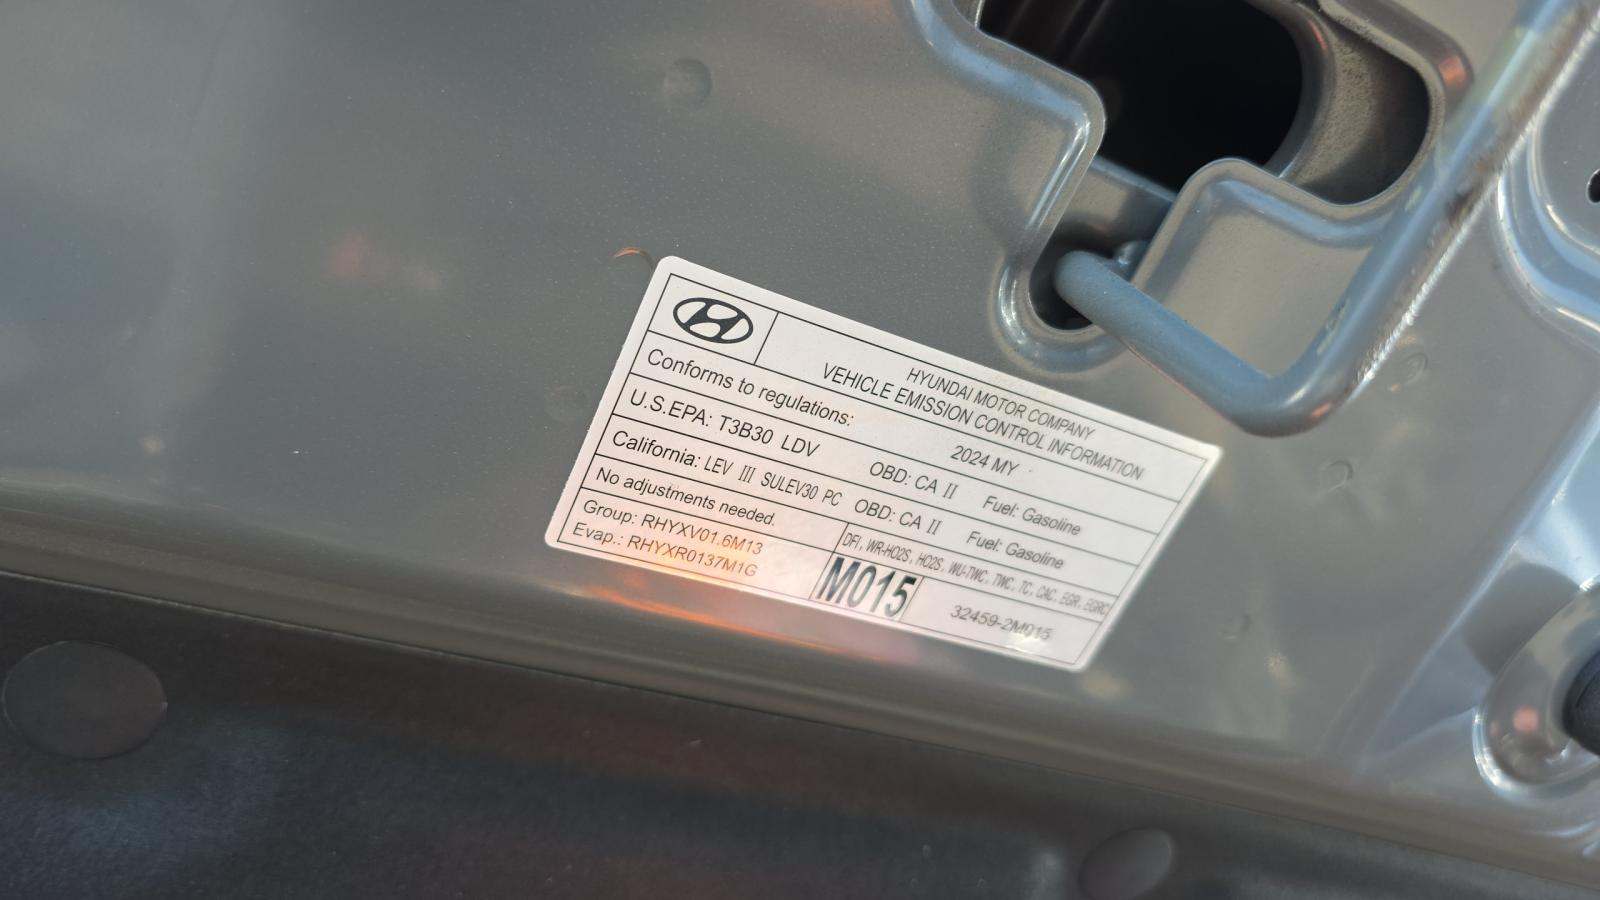 HYUNDAI MOTOR COMPANY
VEHICLE EMISSION CONTROL INFORMATION
Conforms to regulations: 2024 MY
U.S.EPA: T3B30 LDV OBD: CA II Fuel: Gasoline
California: LEV III SULEV30 PC OBD: CA II Fuel: Gasoline
No adjustments needed. DFI, WR-HO2S, HO2S, WU-TWC, TWC, TC, CAC, EGR, EGRC
Group: RHYXV01.6M13
Evap.: RHYXR0137M1G
M015
32459-2M015